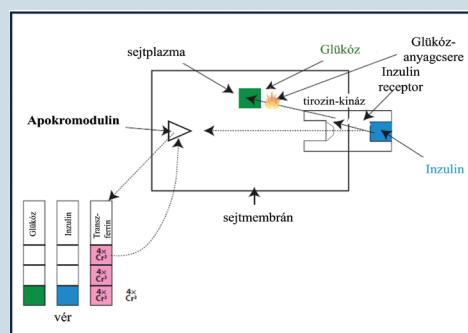 Glükóz
sejtplazma
Glükóz-
anyagcsere
Inzulin
receptor
tirozin-kináz
Apokromodulin
Inzulin
sejtmembrán
Glükóz
Inzulin
Transz-
ferrin
4×
Cr³
4×
Cr³
4×
Cr³
4×
Cr³
vér